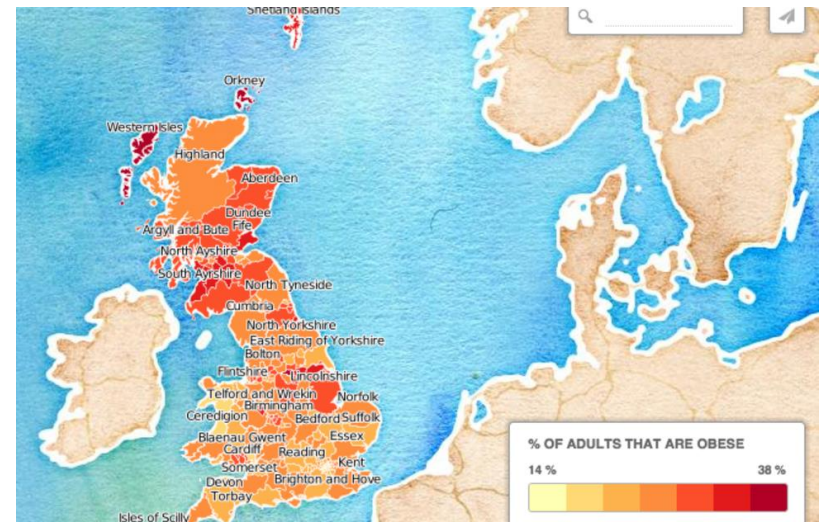 Shetland Islands
Orkney
Western Isles
Highland
Aberdeen
Dundee
Fife
Argyll and Bute
North Ayshire
South Ayrshire
North Tyneside
Cumbria
North Yorkshire
East Riding of Yorkshire
Bolton
Flintshire
Lincolnshire
Telford and Wrekin
Norfolk
Birmingham
Ceredigion
Bedford
Suffolk
Blaenau Gwent
Essex
Cardiff
Reading
Somerset
Kent
Devon
Brighton and Hove
Torbay
Isles of Scilly
% OF ADULTS THAT ARE OBESE
14 %
38 %